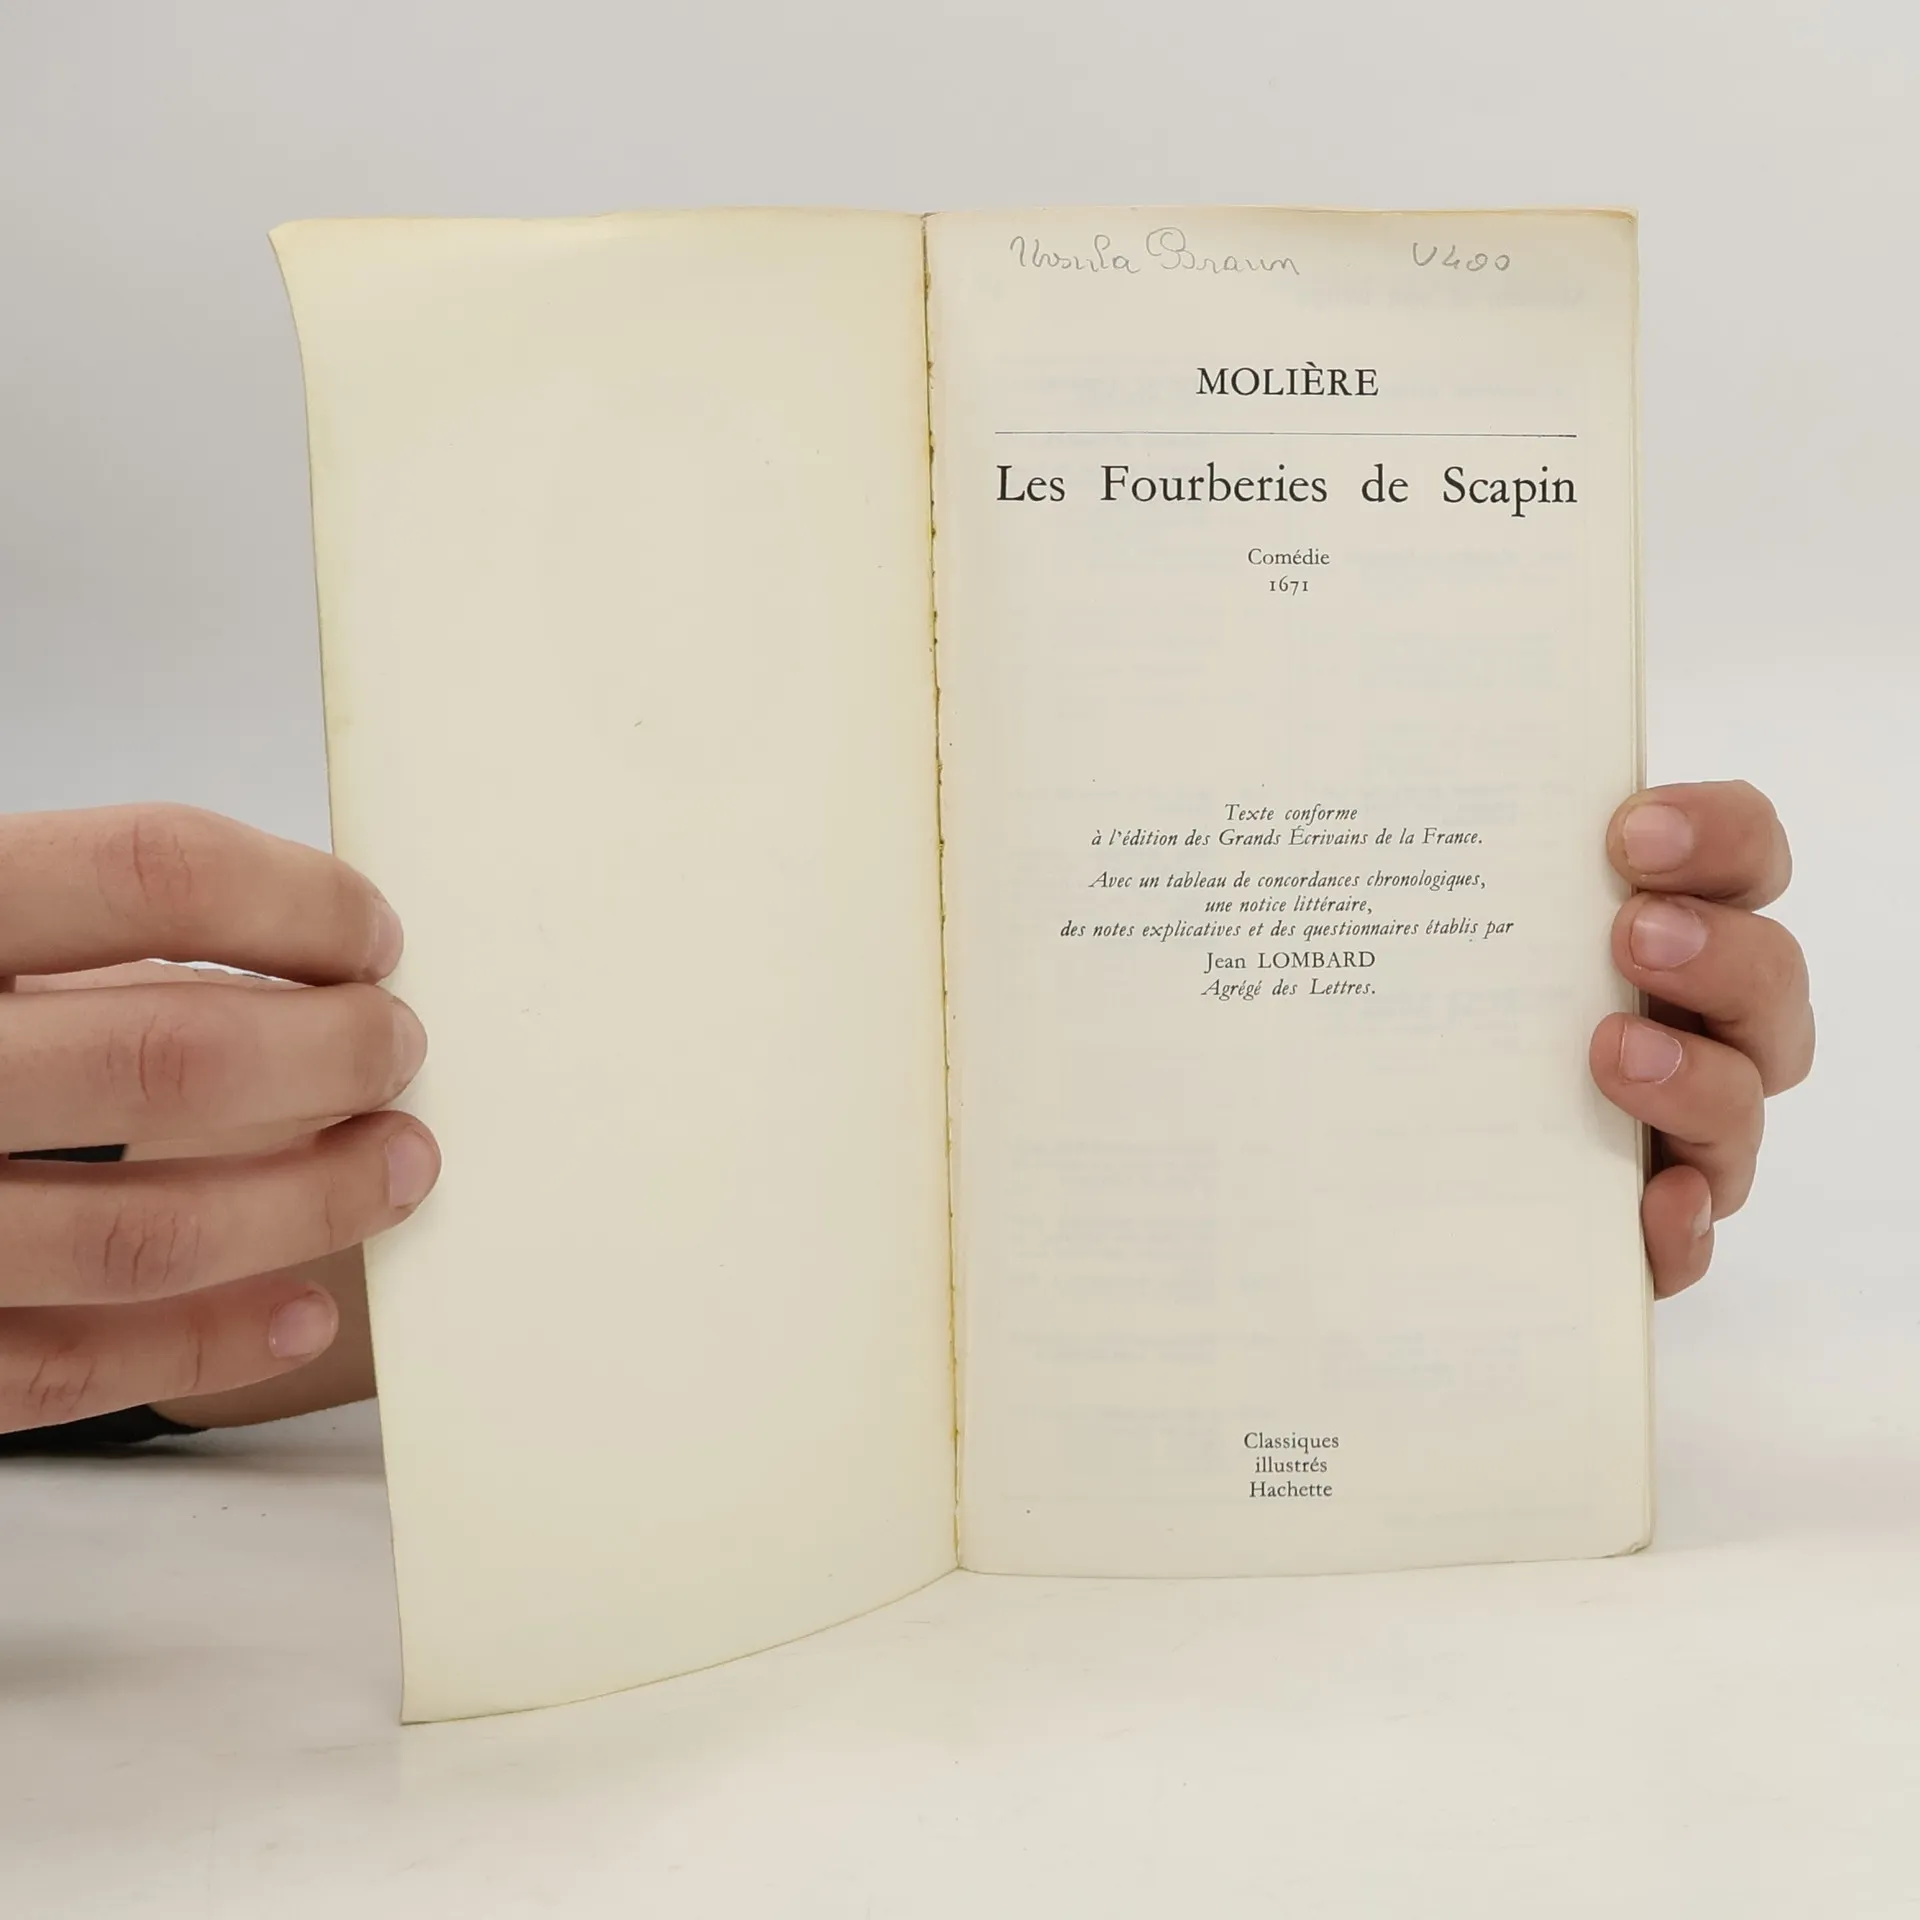 Ursula Braun V400
MOLIÈRE
Les Fourberies de Scapin
Comédie
1671
Texte conforme
à l'édition des Grands Écrivains de la France.
Avec un tableau de concordances chronologiques,
une notice littéraire,
des notes explicatives et des questionnaires établis par
Jean LOMBARD
Agrégé des Lettres.
Classiques
illustrés
Hachette